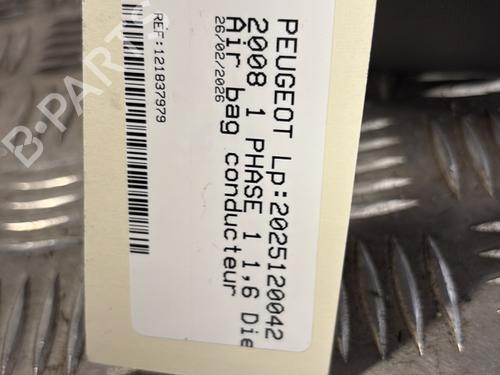 PEUGEOT Lp:2025120042
2008 1 PHASE 1 1,6 Die
Air bag conducteur
26/02/2026
REF:121837979
B-PARTS